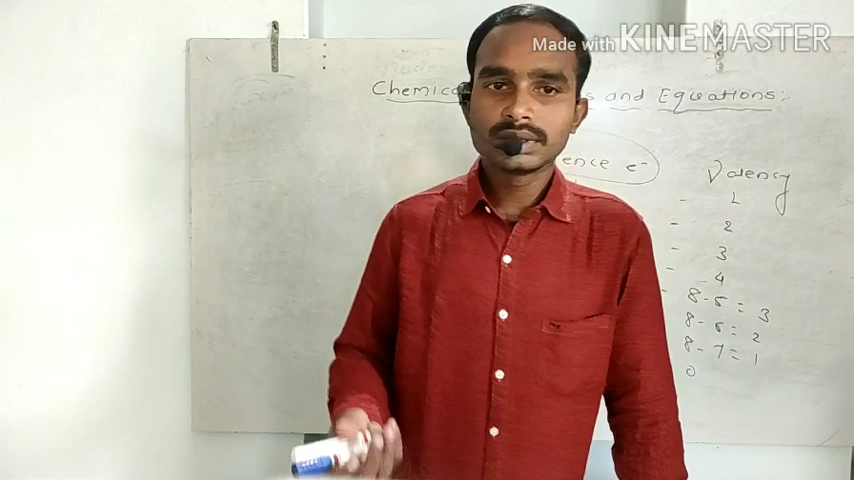 Made with KINEMASTER
Chemica s and Equations:-
ence e⁻
Valency
- 1
- 2
- 3
- 4
8-5 = 3
8-6 = 2
8-7 = 1
0